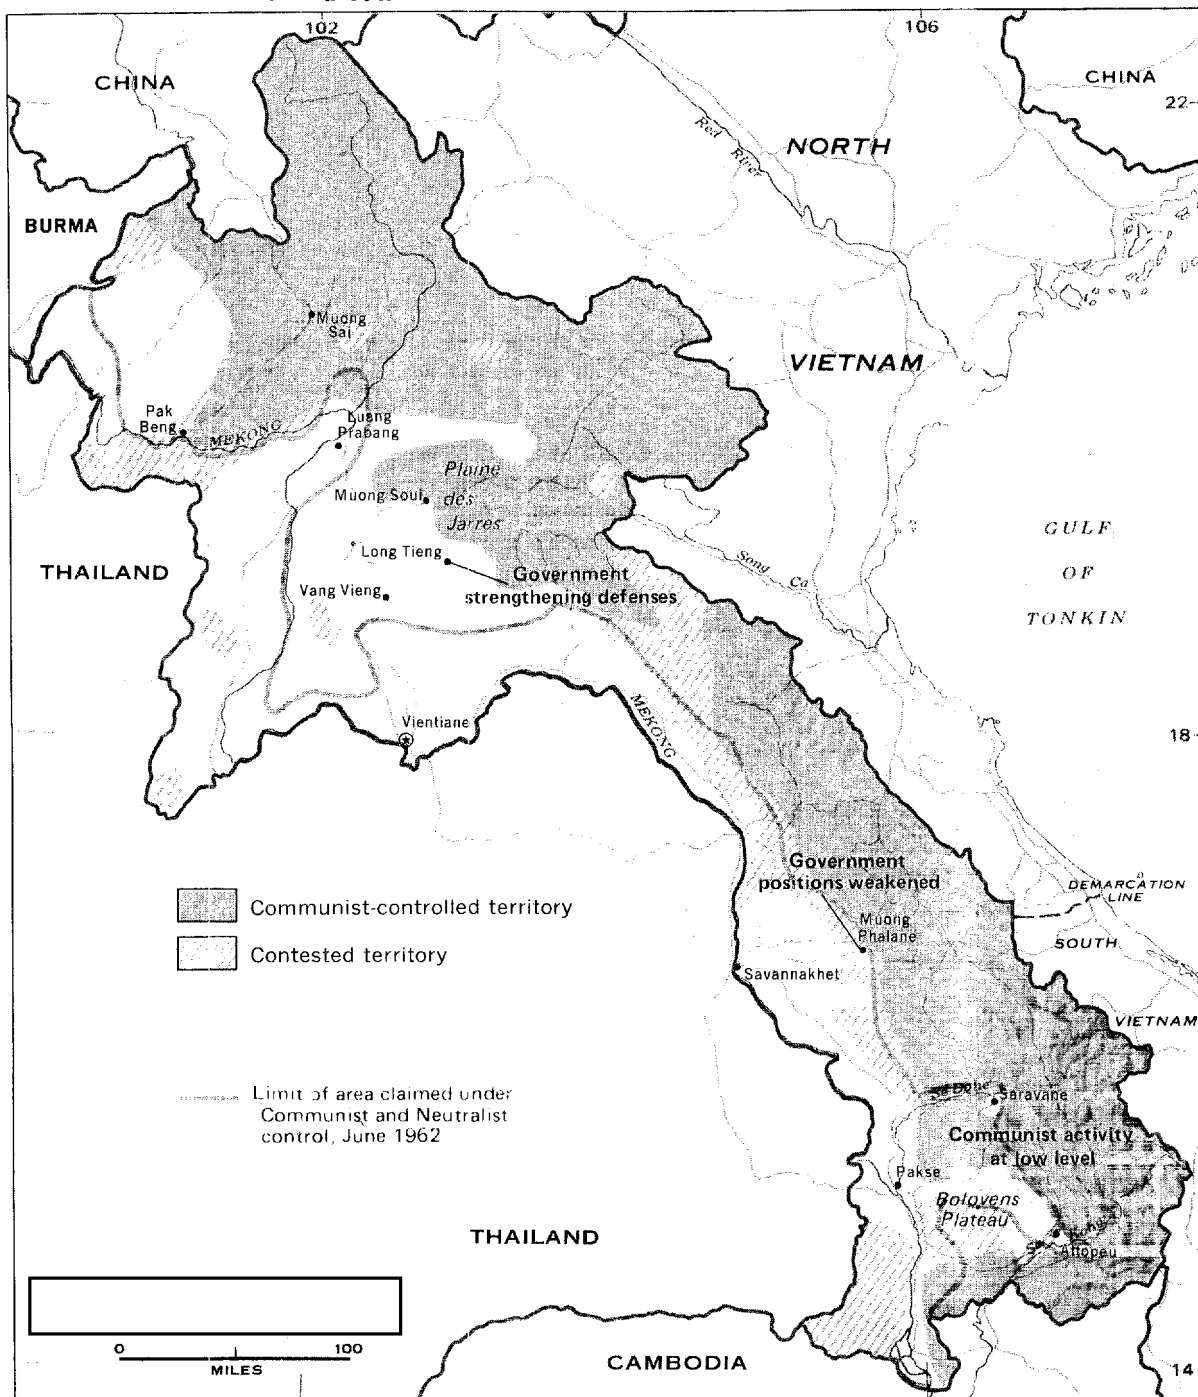 102
106
CHINA
CHINA
22
Red
River
NORTH
BURMA
Muong
Sai
VIETNAM
Pak
Beng
MEKONG
Luang
Prabang
Plaine
des
Jarres
Muong Soui
GULF
OF
TONKIN
Long Tieng
Song Ca
THAILAND
Government
strengthening defenses
Vang Vieng
MEKONG
Vientiane
18
Government
positions weakened
Communist-controlled territory
DEMARCATION
LINE
Muong
Phalane
Contested territory
SOUTH
Savannakhet
VIETNAM
Limit of area claimed under
Communist and Neutralist
control, June 1962
Saravane
Communist activity
at low level
Pakse
Bolovens
Plateau
Se Kong
Attopeu
THAILAND
0 100
MILES
CAMBODIA
14